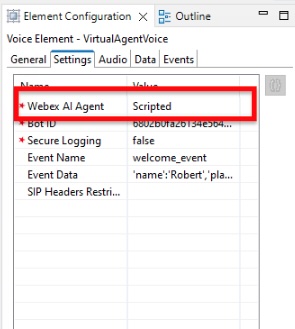 Element Configuration Outline
Voice Element - VirtualAgentVoice
General Settings Audio Data Events
Name Value
* Webex AI Agent Scripted
* Bot ID 6802b0fa26134e564...
* Secure Logging false
Event Name welcome_event
Event Data 'name':'Robert','pla...
SIP Headers Restri...